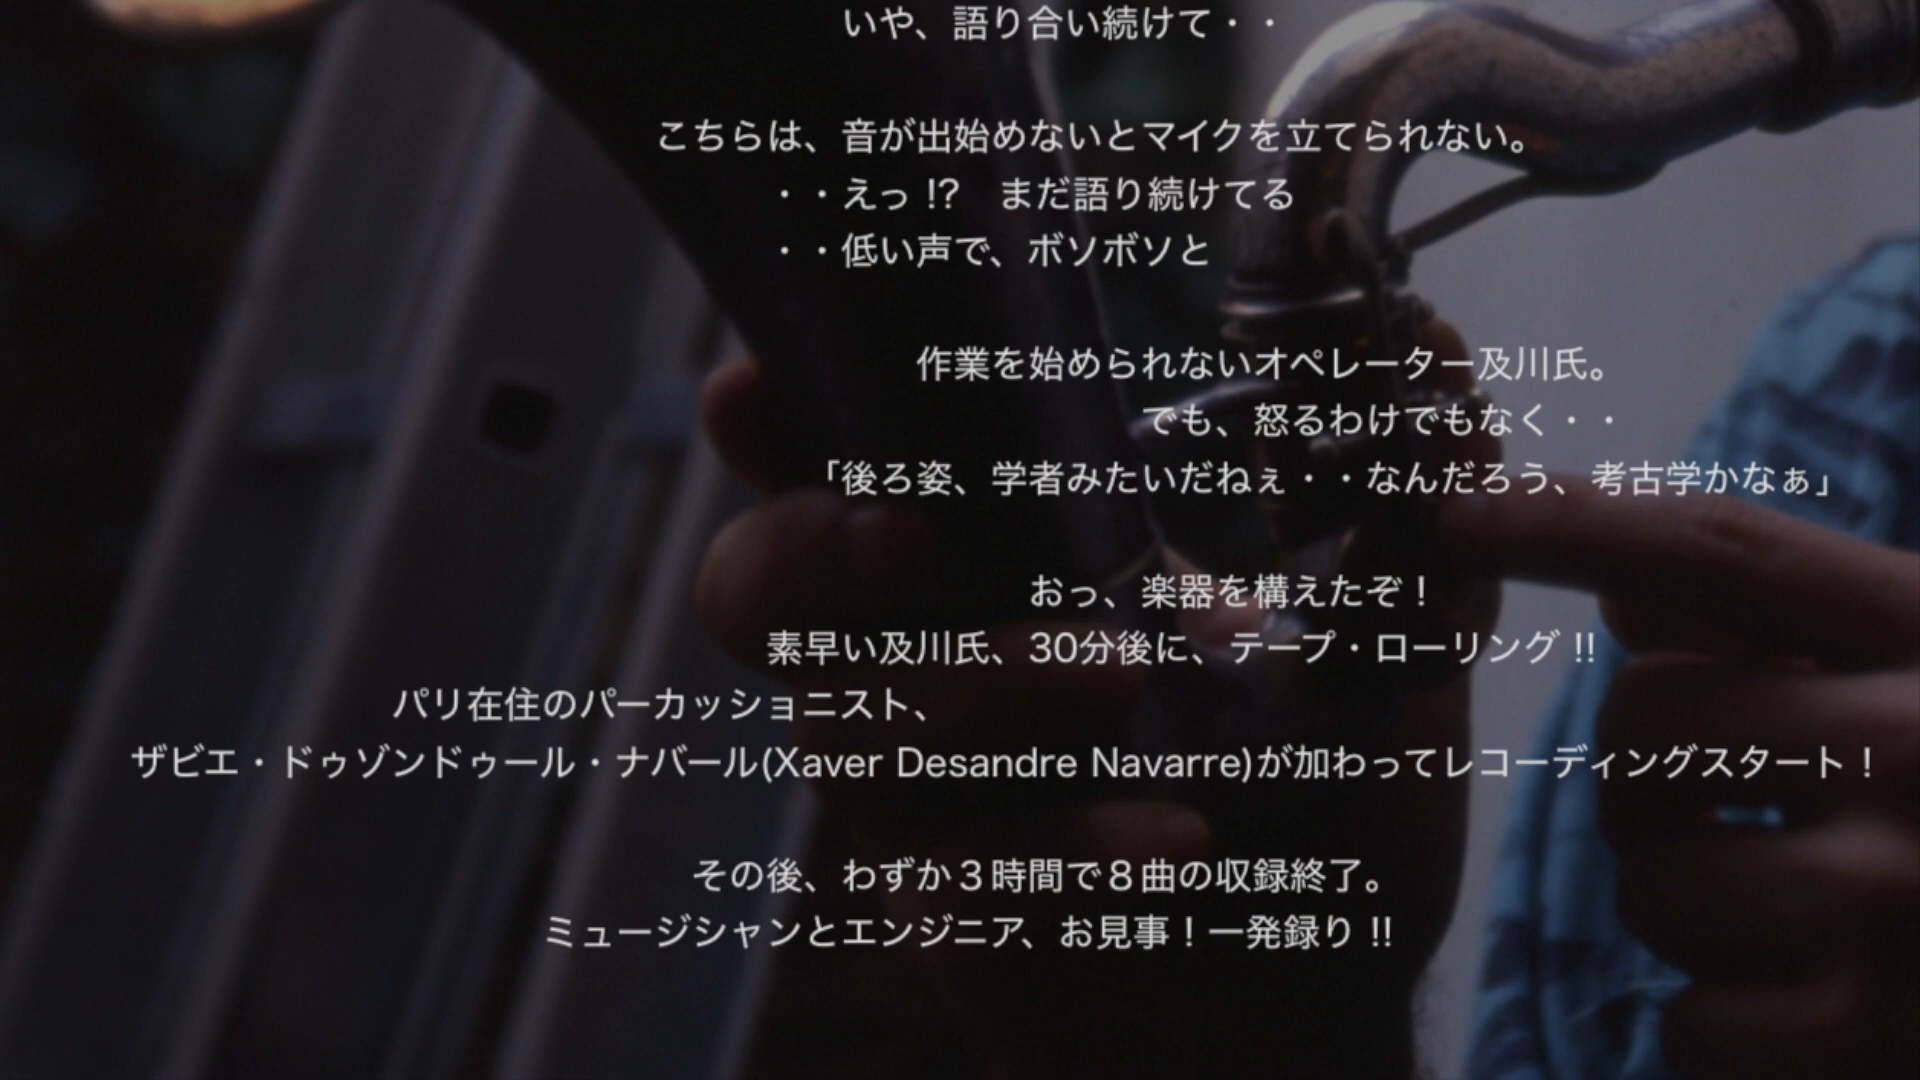 いや、語り合い続けて・・
こちらは、音が出始めないとマイクを立てられない。
・・えっ !?　まだ語り続けてる
・・低い声で、ボソボソと
作業を始められないオペレーター及川氏。
でも、怒るわけでもなく・・
「後ろ姿、学者みたいだねぇ・・なんだろう、考古学かなぁ」
おっ、楽器を構えたぞ！
素早い及川氏、30分後に、テープ・ローリング !!
パリ在住のパーカッショニスト、
ザビエ・ドゥゾンドゥール・ナバール(Xaver Desandre Navarre)が加わってレコーディングスタート！
その後、わずか３時間で８曲の収録終了。
ミュージシャンとエンジニア、お見事！一発録り !!